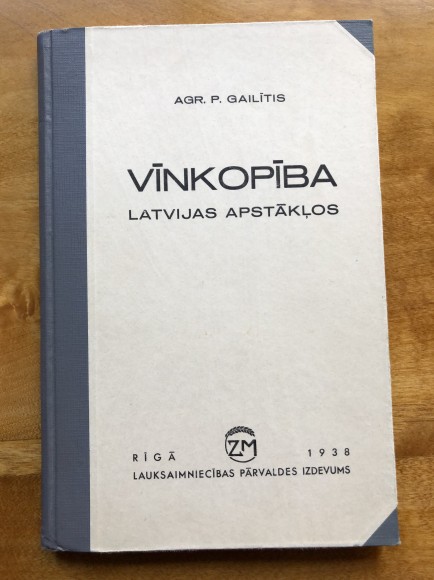 AGR. P. GAILĪTIS
VĪNKOPĪBA
LATVIJAS APSTĀKĻOS
RĪGĀ ZM 1938
LAUKSAIMNIECĪBAS PĀRVALDES IZDEVUMS